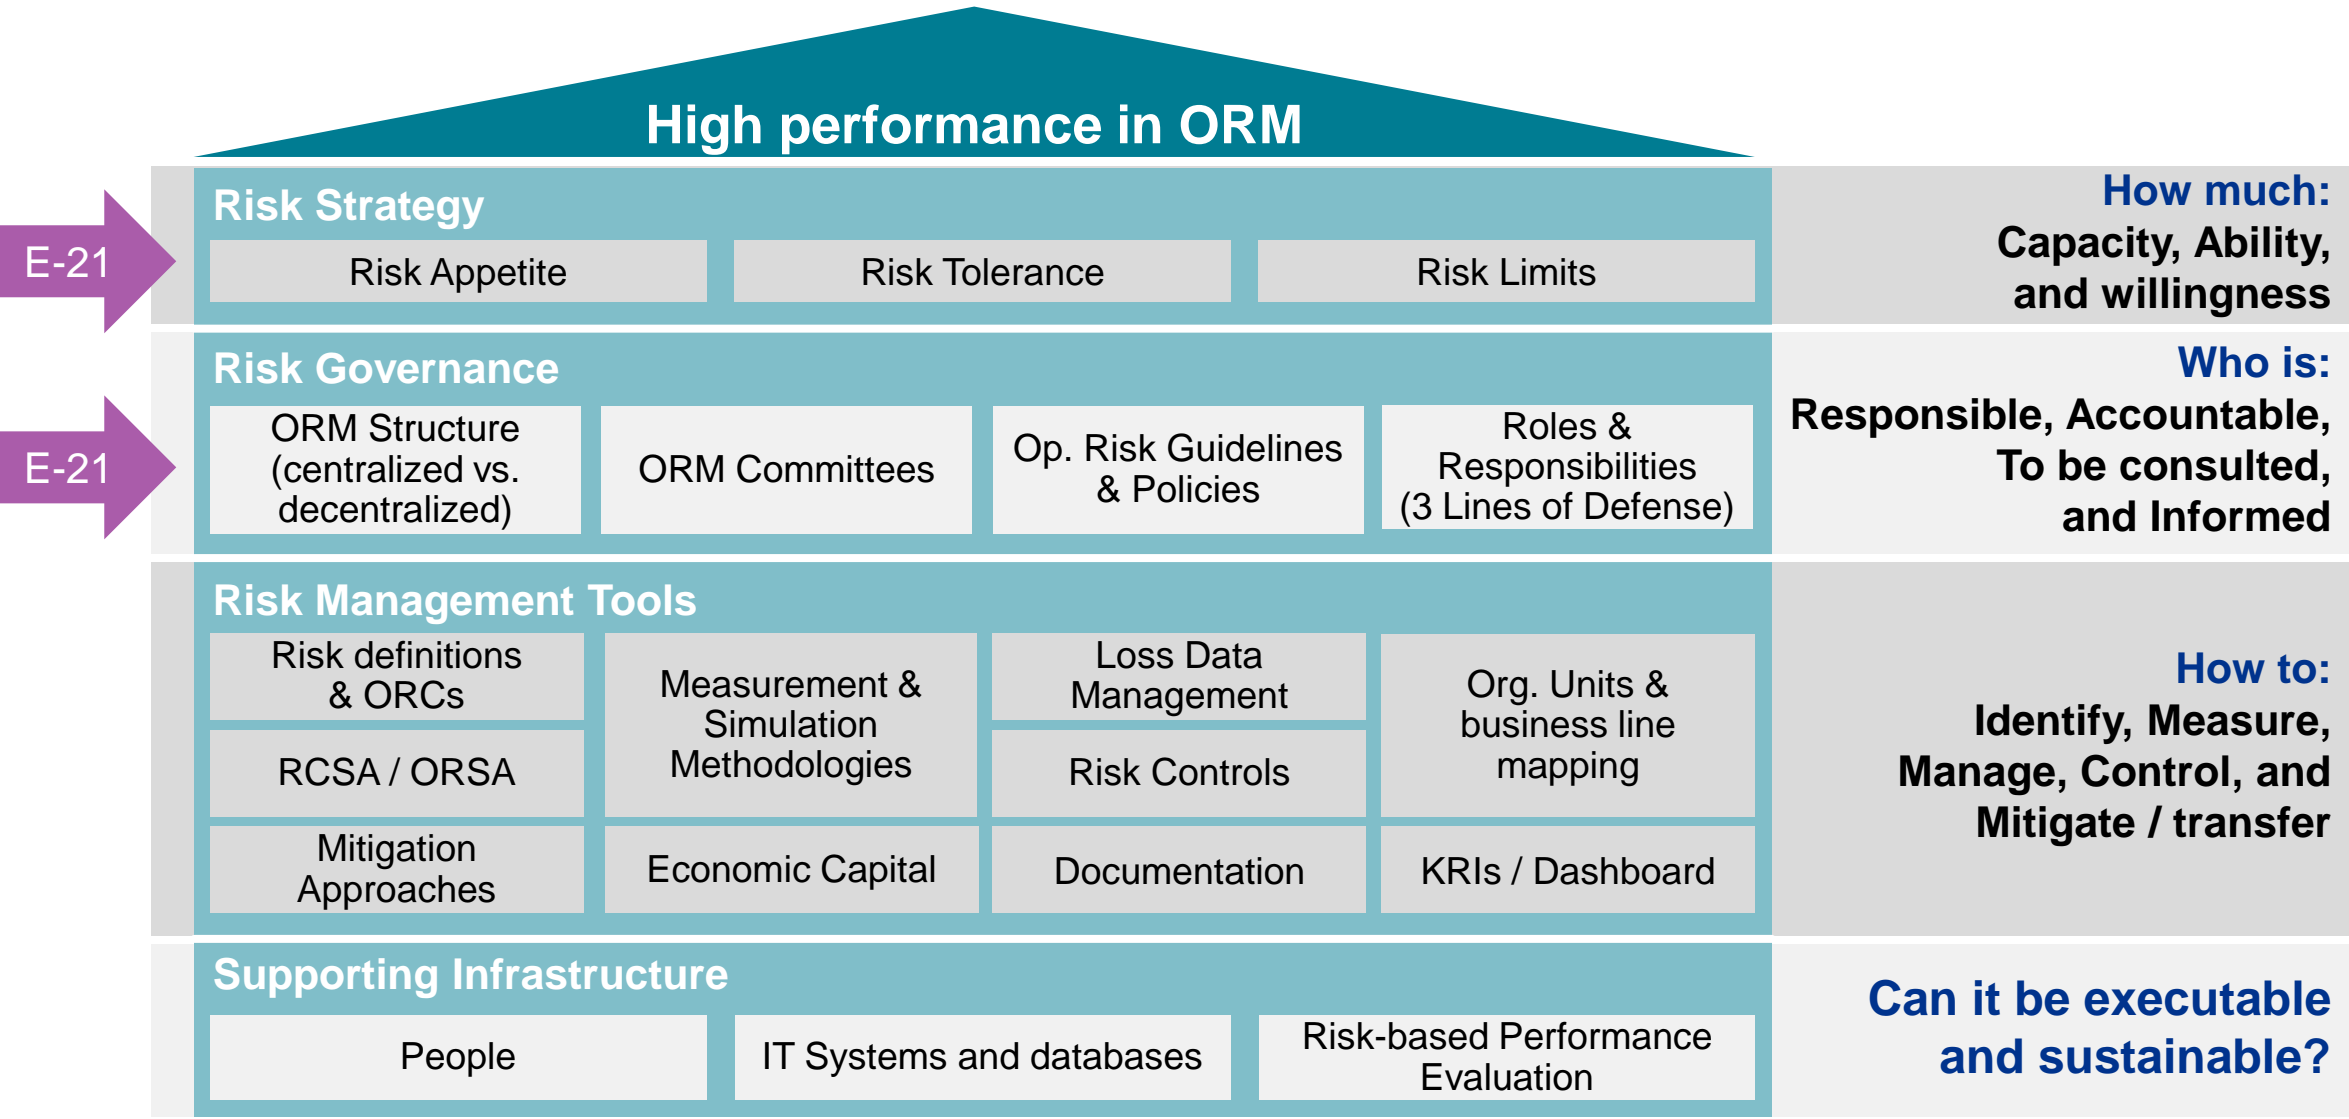 High performance in ORM
E-21
Risk Strategy
Risk Appetite
Risk Tolerance
Risk Limits
How much:
Capacity, Ability,
and willingness
E-21
Risk Governance
ORM Structure
(centralized vs.
decentralized)
ORM Committees
Op. Risk Guidelines
& Policies
Roles &
Responsibilities
(3 Lines of Defense)
Who is:
Responsible, Accountable,
To be consulted,
and Informed
Risk Management Tools
Risk definitions
& ORCs
RCSA / ORSA
Mitigation
Approaches
Measurement &
Simulation
Methodologies
Economic Capital
Loss Data
Management
Risk Controls
Documentation
Org. Units &
business line
mapping
KRIs / Dashboard
How to:
Identify, Measure,
Manage, Control, and
Mitigate / transfer
Supporting Infrastructure
People
IT Systems and databases
Risk-based Performance
Evaluation
Can it be executable
and sustainable?